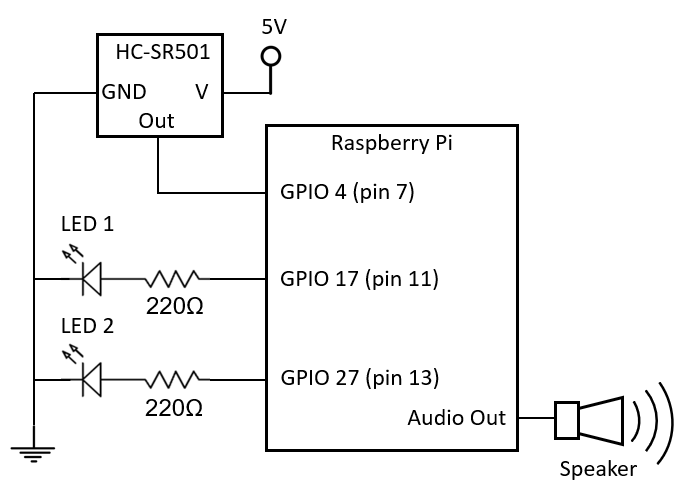 5V
HC-SR501
GND V
Out
Raspberry Pi
GPIO 4 (pin 7)
LED 1
GPIO 17 (pin 11)
220Ω
LED 2
GPIO 27 (pin 13)
220Ω
Audio Out
Speaker